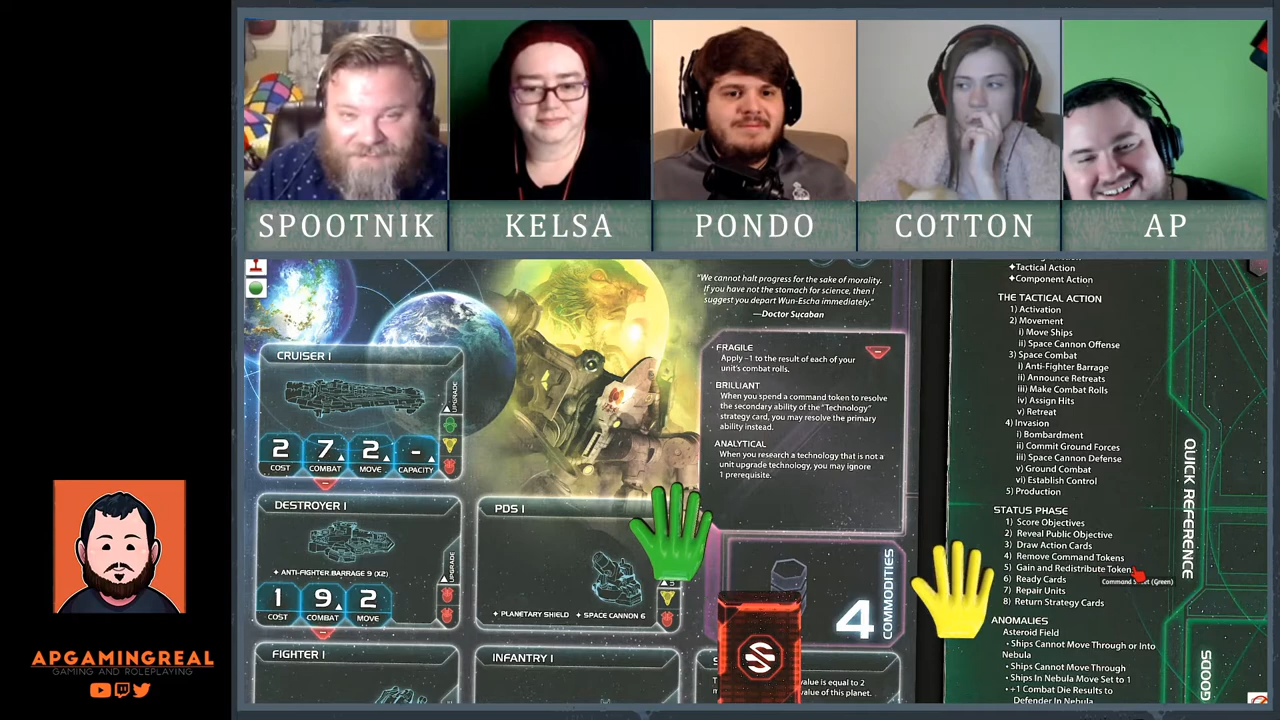 SPOOTNIK
KELSA
PONDO
COTTON
AP
"We cannot halt progress for the sake of morality.
If you have not the stomach for science, then I
suggest you depart Wun-Escha immediately."
—Doctor Sucaban
FRAGILE
Apply –1 to the result of each of your
unit's combat rolls.
BRILLIANT
When you spend a command token to resolve
the secondary ability of the "Technology"
strategy card, you may resolve the primary
ability instead.
ANALYTICAL
When you research a technology that is not a
unit upgrade technology, you may ignore
1 prerequisite.
CRUISER I
UPGRADE
2 7 2 -
COST COMBAT MOVE CAPACITY
DESTROYER I
✦ ANTI-FIGHTER BARRAGE 9 (X2)
UPGRADE
1 9 2
COST COMBAT MOVE
PDS I
✦ PLANETARY SHIELD ✦ SPACE CANNON 6
4
COMMODITIES
FIGHTER I
INFANTRY I
value is equal to 2
value of this planet.
✦Tactical Action
✦Component Action
THE TACTICAL ACTION
1) Activation
2) Movement
i) Move Ships
ii) Space Cannon Offense
3) Space Combat
i) Anti-Fighter Barrage
ii) Announce Retreats
iii) Make Combat Rolls
iv) Assign Hits
v) Retreat
4) Invasion
i) Bombardment
ii) Commit Ground Forces
iii) Space Cannon Defense
v) Ground Combat
vi) Establish Control
5) Production
STATUS PHASE
1) Score Objectives
2) Reveal Public Objective
3) Draw Action Cards
4) Remove Command Tokens
5) Gain and Redistribute Token
6) Ready Cards
7) Repair Units
8) Return Strategy Cards
(Green)
ANOMALIES
Asteroid Field
• Ships Cannot Move Through or Into
Nebula
• Ships Cannot Move Through
• Ships In Nebula Move Set to 1
• +1 Combat Die Results to
Defender In Nebula
QUICK REFERENCE
GOODS
APGAMINGREAL
GAMING AND ROLEPLAYING